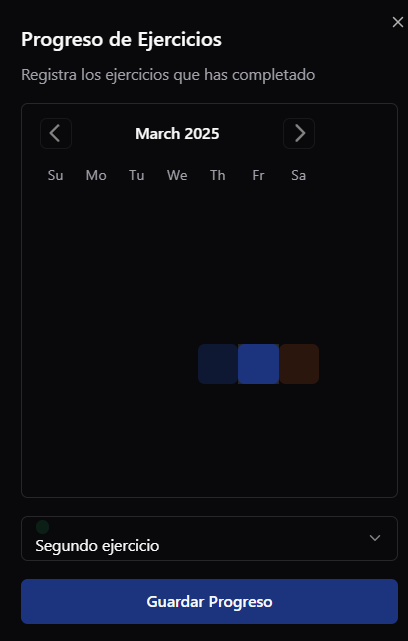 Progreso de Ejercicios
Registra los ejercicios que has completado
March 2025
Su Mo Tu We Th Fr Sa
Segundo ejercicio
Guardar Progreso